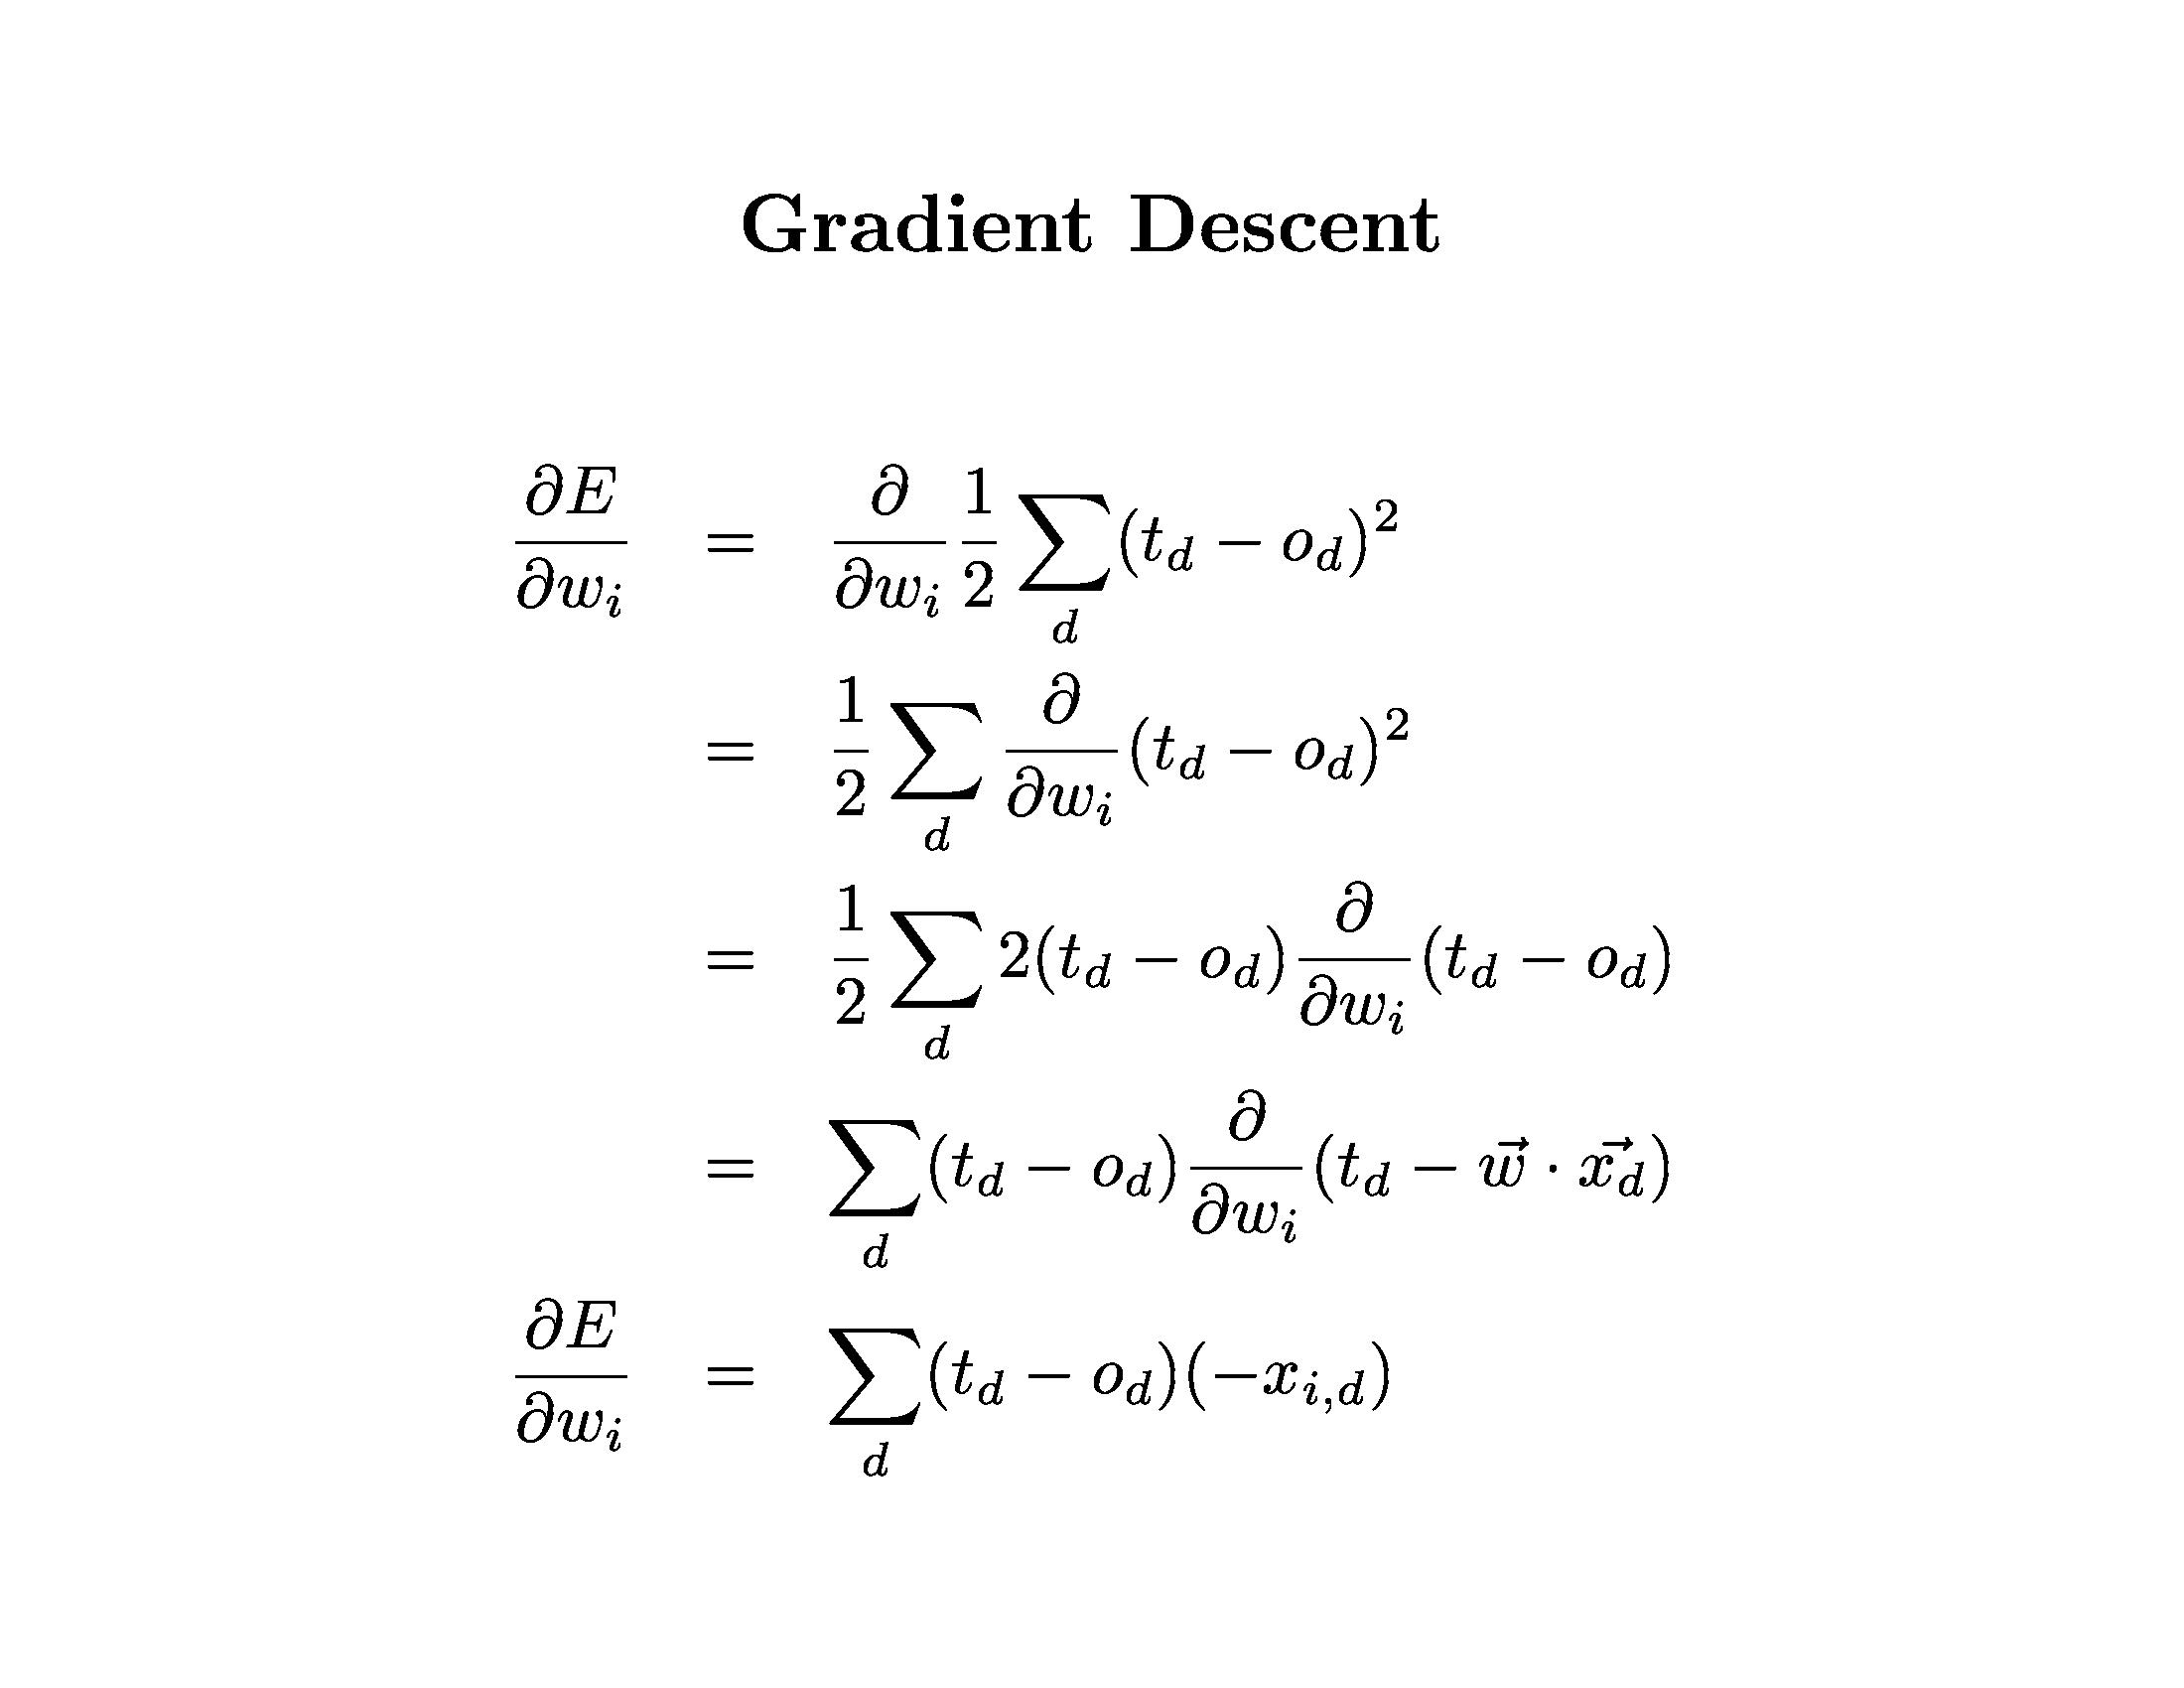 Gradient Descent
∂E/∂w_i = ∂/∂w_i 1/2 ∑_d (t_d − o_d)^2
= 1/2 ∑_d ∂/∂w_i (t_d − o_d)^2
= 1/2 ∑_d 2(t_d − o_d) ∂/∂w_i (t_d − o_d)
= ∑_d (t_d − o_d) ∂/∂w_i (t_d − w⃗ · x⃗_d)
∂E/∂w_i = ∑_d (t_d − o_d)(−x_{i,d})